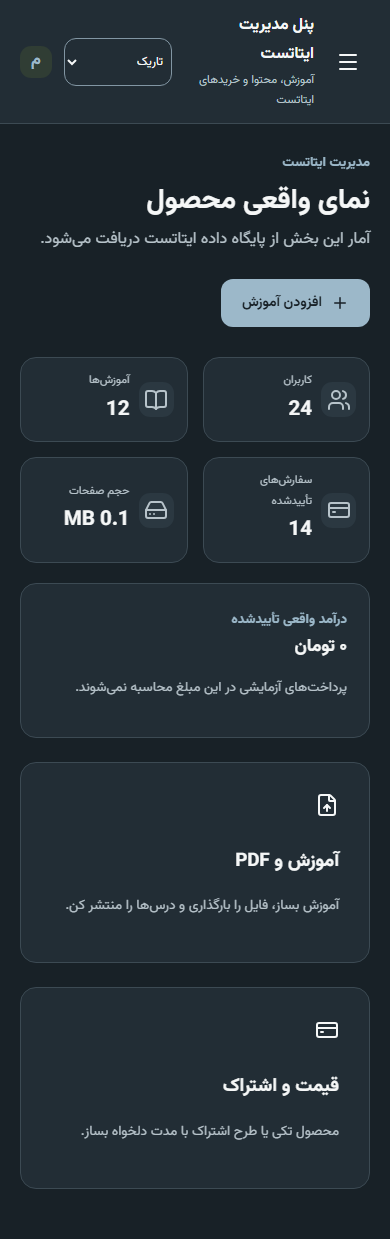 پنل مدیریت
ایتاتست
آموزش، محتوا و خریدهای
ایتاتست
تاریک
م
مدیریت ایتاتست
نمای واقعی محصول
آمار این بخش از پایگاه داده ایتاتست دریافت می‌شود.
افزودن آموزش
کاربران
24
آموزش‌ها
12
سفارش‌های
تأییدشده
14
حجم صفحات
0.1 MB
درآمد واقعی تأییدشده
۰ تومان
پرداخت‌های آزمایشی در این مبلغ محاسبه نمی‌شوند.
آموزش و PDF
آموزش بساز، فایل را بارگذاری و درس‌ها را منتشر کن.
قیمت و اشتراک
محصول تکی یا طرح اشتراک با مدت دلخواه بساز.